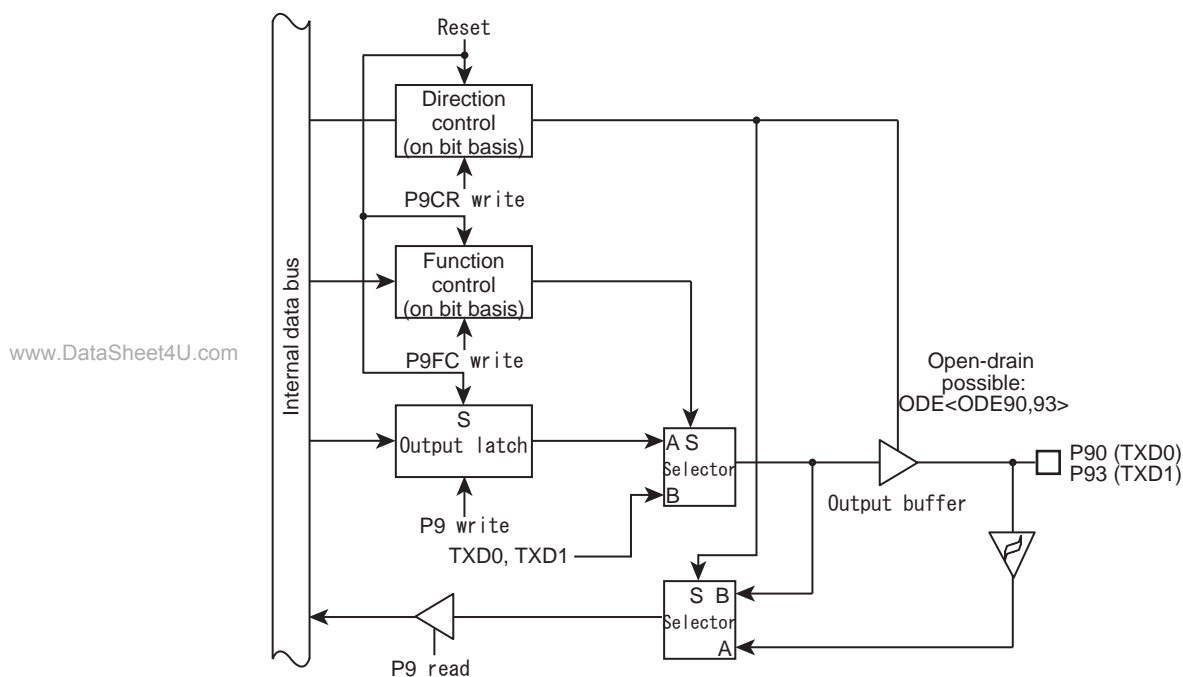 Reset
Direction
control
(on bit basis)
P9CR write
Internal data bus
Function
control
(on bit basis)
www.DataSheet4U.com
P9FC write
Open-drain
possible:
ODE<ODE90,93>
S
Output latch
A S
Selector
B
P90 (TXD0)
P93 (TXD1)
Output buffer
P9 write
TXD0, TXD1
S B
Selector
A
P9 read